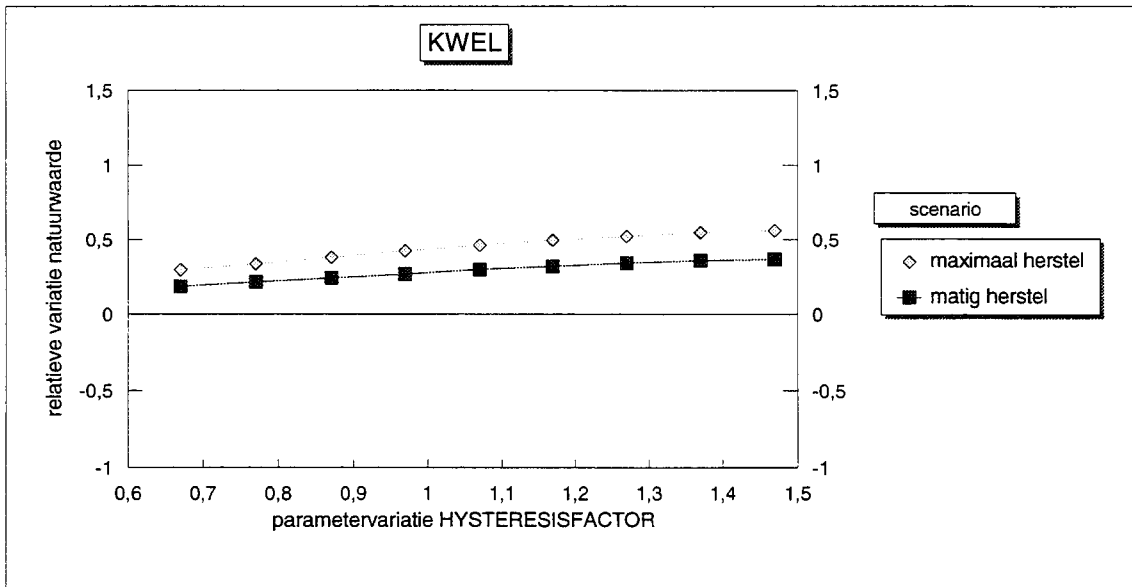 KWEL
1,5
1
0,5
0
-0,5
-1
relatieve variatie natuurwaarde
1,5
1
0,5
0
-0,5
-1
0,6 0,7 0,8 0,9 1 1,1 1,2 1,3 1,4 1,5
parametervariatie HYSTERESISFACTOR
scenario
maximaal herstel
matig herstel